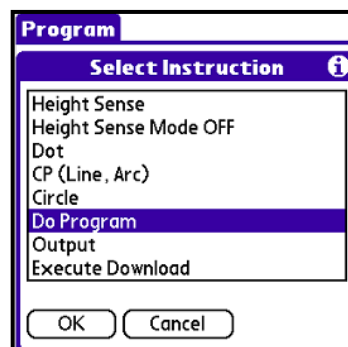 Program
Select Instruction i
Height Sense
Height Sense Mode OFF
Dot
CP (Line, Arc)
Circle
Do Program
Output
Execute Download
OK Cancel